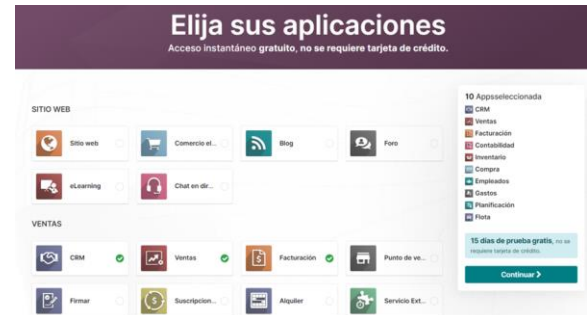 Elija sus aplicaciones
Acceso instantáneo gratuito, no se requiere tarjeta de crédito.
SITIO WEB
Sitio web
Comercio el...
Blog
Foro
eLearning
Chat en dir...
VENTAS
CRM
Ventas
Facturación
Punto de ve...
Firmar
Suscripcion...
Alquiler
Servicio Ext...
10 Appsseleccionada
CRM
Ventas
Facturación
Contabilidad
Inventario
Compra
Empleados
Gastos
Planificación
Flota
15 días de prueba gratis, no se
requiere tarjeta de crédito.
Continuar